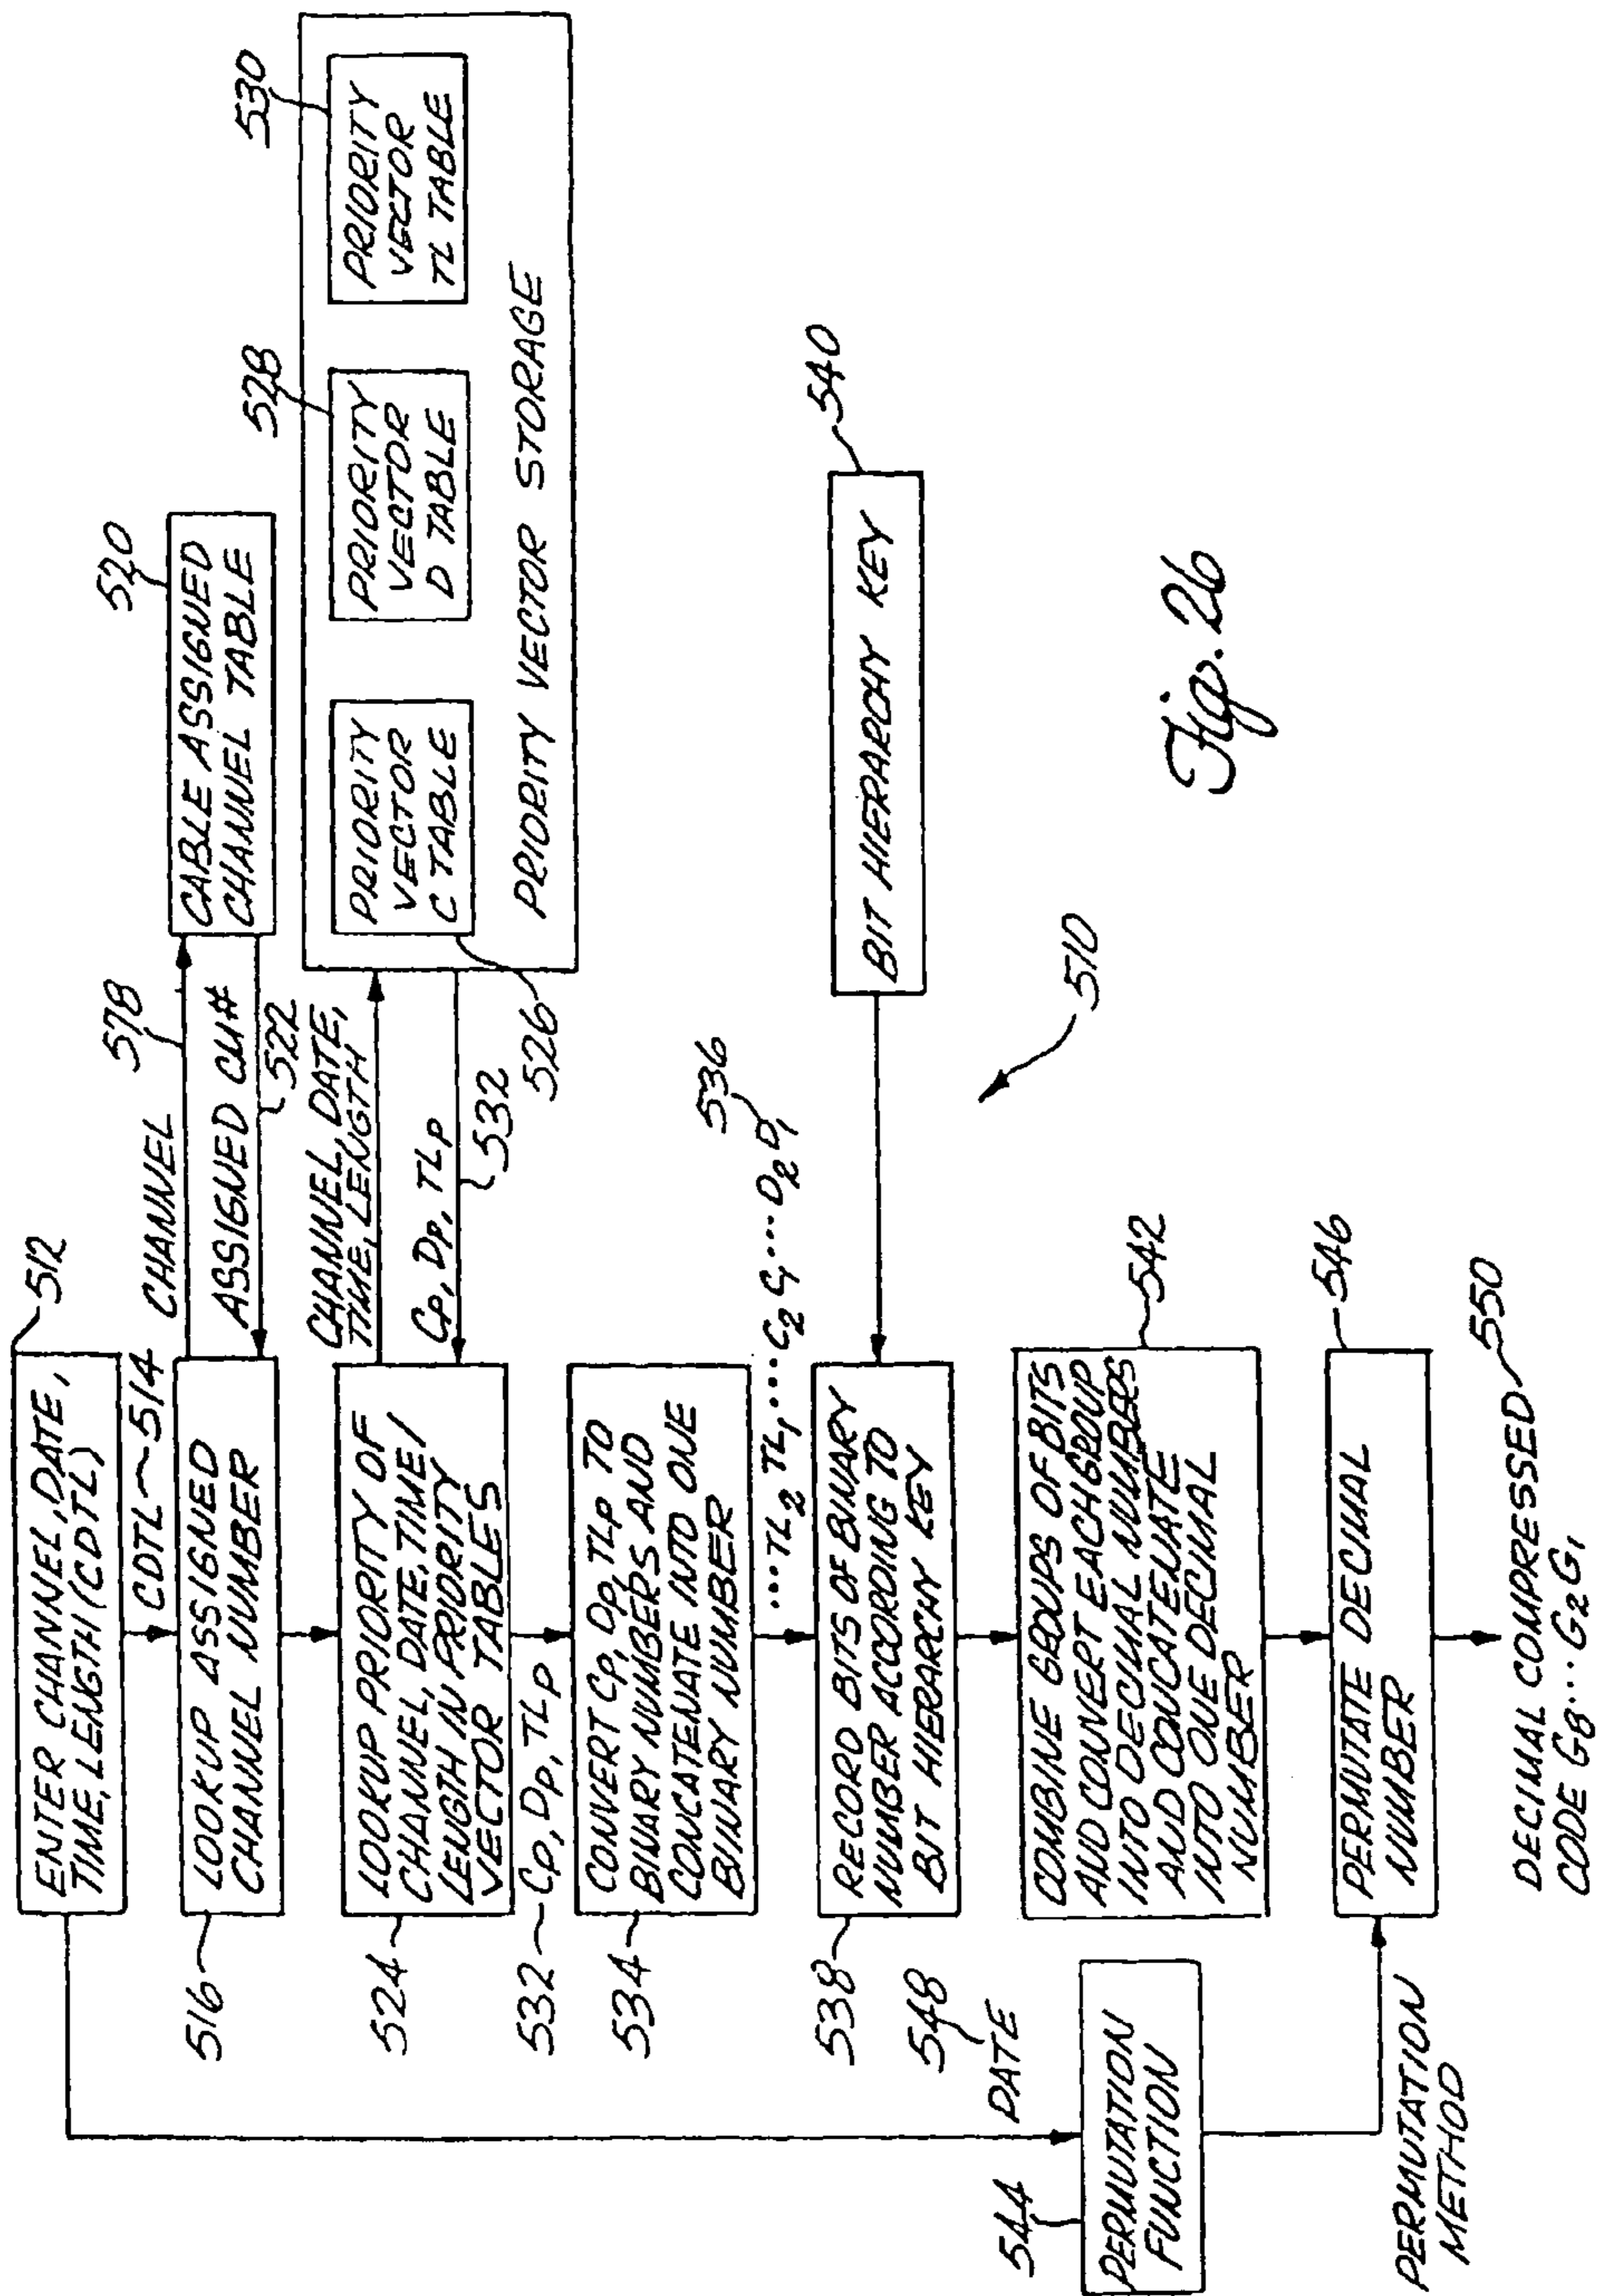 512
ENTER CHANNEL, DATE,
TIME, LENGTH (CDTL)
CDTL~514
516
LOOKUP ASSIGNED
CHANNEL NUMBER
CHANNEL
578
ASSIGNED CH#
522
520
CABLE ASSIGNED
CHANNEL TABLE
524
LOOKUP PRIORITY OF
CHANNEL, DATE, TIME/
LENGTH IN PRIORITY
VECTOR TABLES
CHANNEL, DATE,
TIME, LENGTH
CP, DP, TLP
532
526
PRIORITY
VECTOR
C TABLE
528
PRIORITY
VECTOR
D TABLE
530
PRIORITY
VECTOR
TL TABLE
PRIORITY VECTOR STORAGE
532~CP, DP, TLP
534
CONVERT CP, DP, TLP TO
BINARY NUMBERS AND
CONCATENATE INTO ONE
BINARY NUMBER
...TL2 TL1,...C2 C1...D2 D1
536
538
RECORD BITS OF BINARY
NUMBER ACCORDING TO
BIT HIERARCHY KEY
540
BIT HIERARCHY KEY
548
DATE
542
COMBINE GROUPS OF BITS
AND CONVERT EACH GROUP
INTO DECIMAL NUMBERS
AND CONCATENATE
INTO ONE DECIMAL
NUMBER
510
544
PERMUTATION
FUNCTION
546
PERMUTATE DECIMAL
NUMBER
PERMUTATION
METHOD
DECIMAL COMPRESSED
CODE G8...G2G1
550
Fig. 26